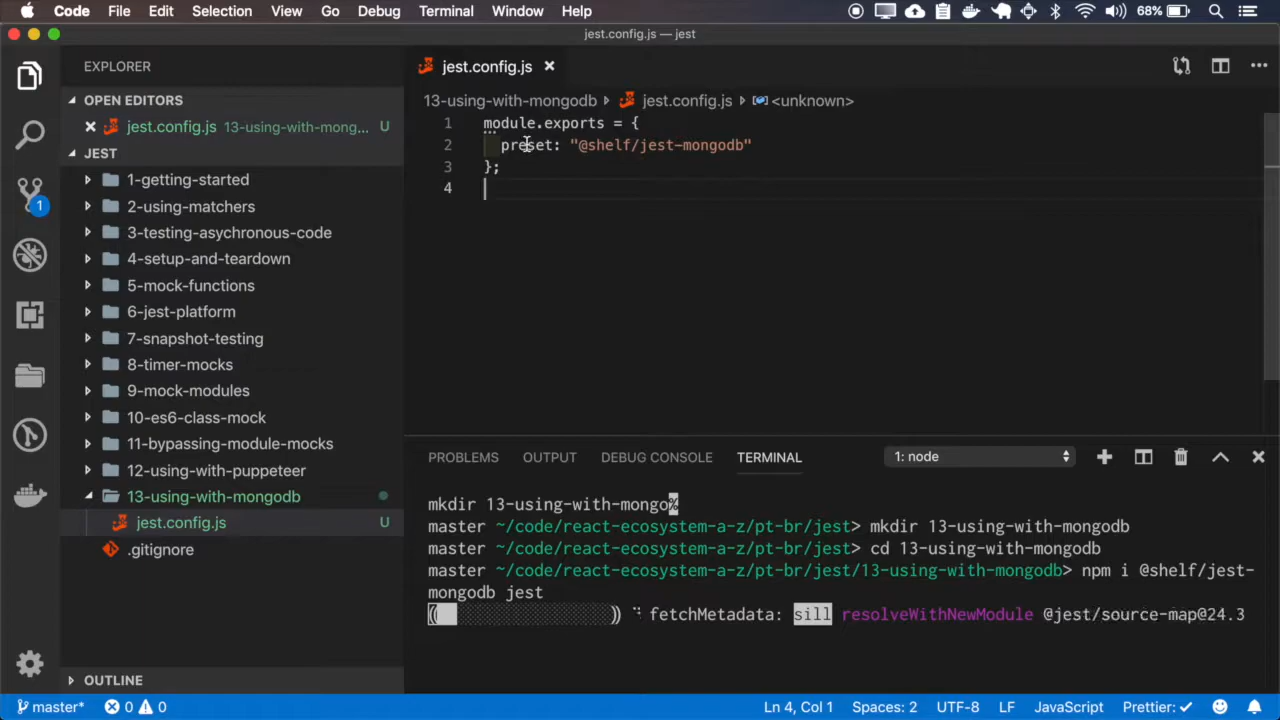 Code File Edit Selection View Go Debug Terminal Window Help 68%
jest.config.js — jest
EXPLORER
OPEN EDITORS
jest.config.js 13-using-with-mong... U
JEST
1-getting-started
2-using-matchers
3-testing-asychronous-code
4-setup-and-teardown
5-mock-functions
6-jest-platform
7-snapshot-testing
8-timer-mocks
9-mock-modules
10-es6-class-mock
11-bypassing-module-mocks
12-using-with-puppeteer
13-using-with-mongodb
jest.config.js U
.gitignore
OUTLINE
1
jest.config.js
13-using-with-mongodb jest.config.js <unknown>
1 module.exports = {
2 preset: "@shelf/jest-mongodb"
3 };
4
PROBLEMS OUTPUT DEBUG CONSOLE TERMINAL 1: node
mkdir 13-using-with-mongo%
master ~/code/react-ecosystem-a-z/pt-br/jest> mkdir 13-using-with-mongodb
master ~/code/react-ecosystem-a-z/pt-br/jest> cd 13-using-with-mongodb
master ~/code/react-ecosystem-a-z/pt-br/jest/13-using-with-mongodb> npm i @shelf/jest-
mongodb jest
fetchMetadata: sill resolveWithNewModule @jest/source-map@24.3
master* 0 0 Ln 4, Col 1 Spaces: 2 UTF-8 LF JavaScript Prettier: ✓